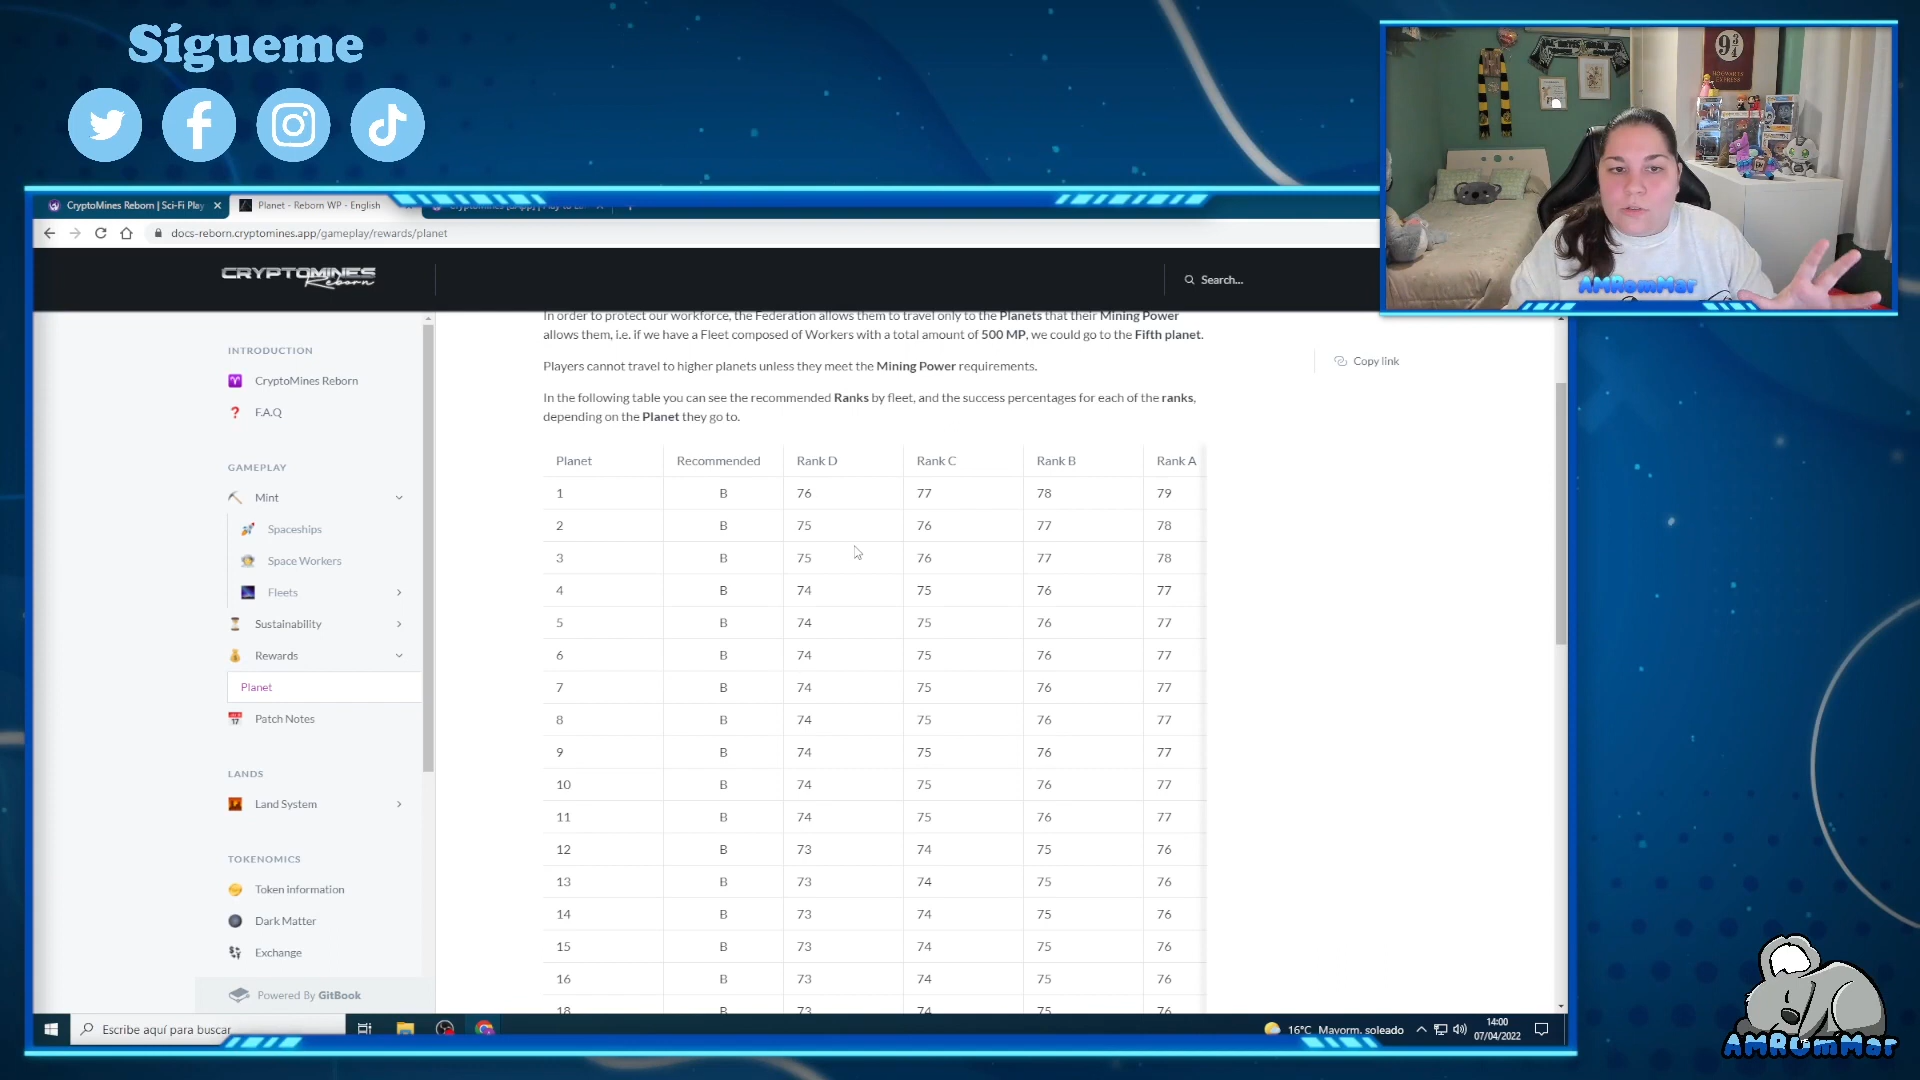 Sígueme
9¾
HOGWARTS
EXPRESS
AMRomMar
CryptoMines Reborn | Sci-Fi Play
Planet - Reborn WP - English
docs-reborn.cryptomines.app/gameplay/rewards/planet
CRYPTOMINES
Reborn
Search...
INTRODUCTION
CryptoMines Reborn
F.A.Q
GAMEPLAY
Mint
Spaceships
Space Workers
Fleets
Sustainability
Rewards
Planet
Patch Notes
LANDS
Land System
TOKENOMICS
Token information
Dark Matter
Exchange
Powered By GitBook
In order to protect our workforce, the Federation allows them to travel only to the Planets that their Mining Power
allows them, i.e. if we have a Fleet composed of Workers with a total amount of 500 MP, we could go to the Fifth planet.
Players cannot travel to higher planets unless they meet the Mining Power requirements.
In the following table you can see the recommended Ranks by fleet, and the success percentages for each of the ranks,
depending on the Planet they go to.
Copy link
Planet Recommended Rank D Rank C Rank B Rank A
1 B 76 77 78 79
2 B 75 76 77 78
3 B 75 76 77 78
4 B 74 75 76 77
5 B 74 75 76 77
6 B 74 75 76 77
7 B 74 75 76 77
8 B 74 75 76 77
9 B 74 75 76 77
10 B 74 75 76 77
11 B 74 75 76 77
12 B 73 74 75 76
13 B 73 74 75 76
14 B 73 74 75 76
15 B 73 74 75 76
16 B 73 74 75 76
18 B 73 74 75 76
Escribe aquí para buscar
16°C Mayorm. soleado
14:00
07/04/2022
AMRomMar